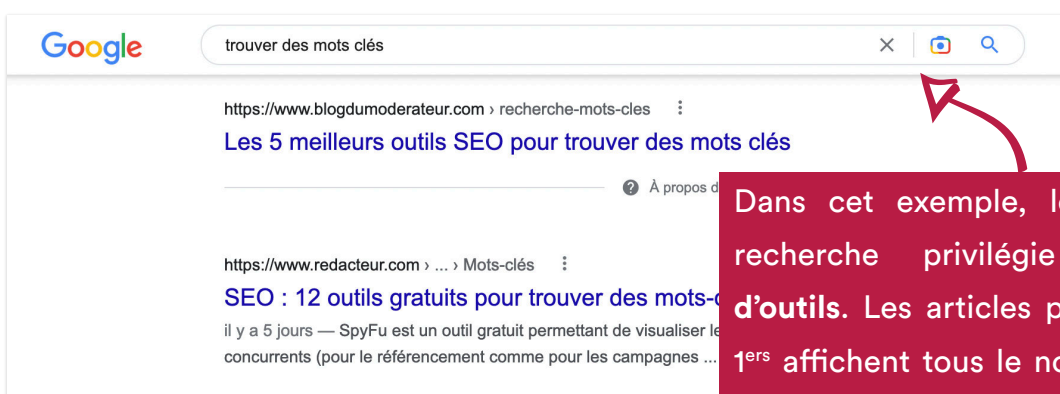 Google
trouver des mots clés
https://www.blogdumoderateur.com › recherche-mots-cles
Les 5 meilleurs outils SEO pour trouver des mots clés
À propos d
https://www.redacteur.com › ... › Mots-clés
SEO : 12 outils gratuits pour trouver des mots-
il y a 5 jours — SpyFu est un outil gratuit permettant de visualiser le
concurrents (pour le référencement comme pour les campagnes ...
Dans cet exemple, l
recherche privilégie
d’outils. Les articles p
1ers affichent tous le no